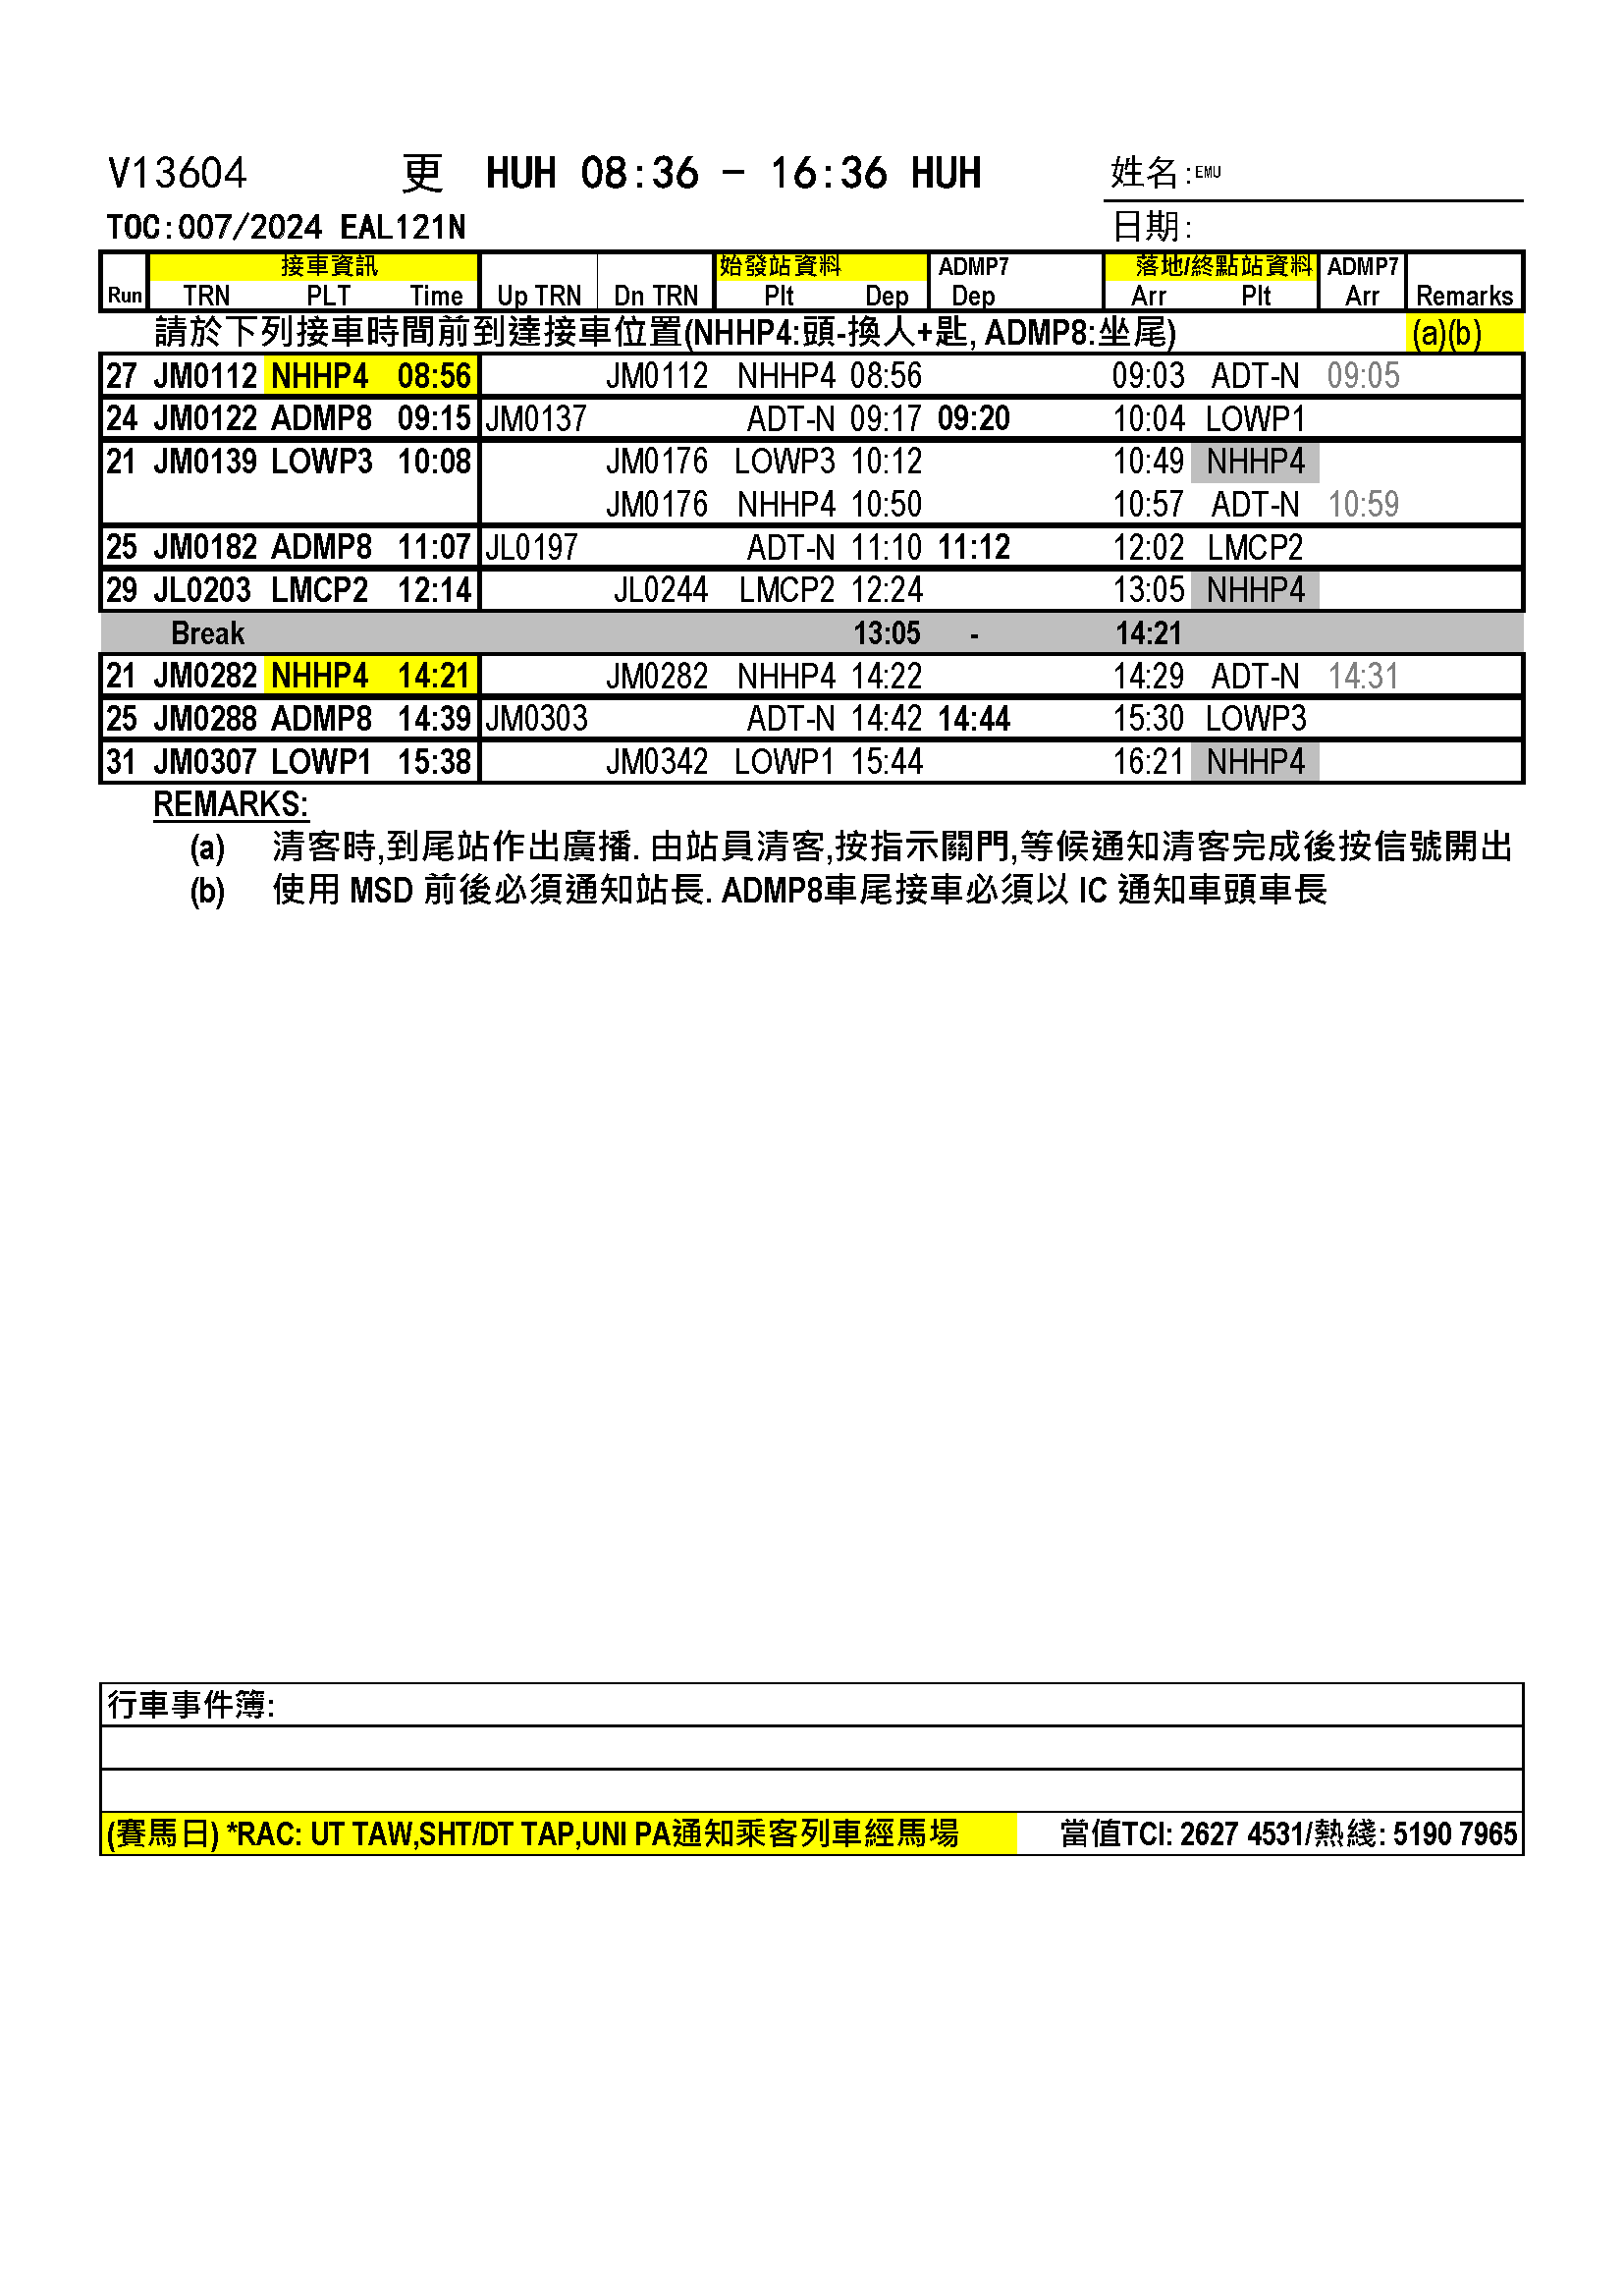 V13604 更 HUH 08:36 - 16:36 HUH 姓名:EMU
TOC:007/2024 EAL121N 日期:
接車資訊 始發站資料 ADMP7 落地/終點站資料 ADMP7
Run TRN PLT Time Up TRN Dn TRN Plt Dep Dep Arr Plt Arr Remarks
請於下列接車時間前到達接車位置(NHHP4:頭-換人+匙, ADMP8:坐尾) (a)(b)
27 JM0112 NHHP4 08:56 JM0112 NHHP4 08:56 09:03 ADT-N 09:05
24 JM0122 ADMP8 09:15 JM0137 ADT-N 09:17 09:20 10:04 LOWP1
21 JM0139 LOWP3 10:08 JM0176 LOWP3 10:12 10:49 NHHP4
JM0176 NHHP4 10:50 10:57 ADT-N 10:59
25 JM0182 ADMP8 11:07 JL0197 ADT-N 11:10 11:12 12:02 LMCP2
29 JL0203 LMCP2 12:14 JL0244 LMCP2 12:24 13:05 NHHP4
Break 13:05 - 14:21
21 JM0282 NHHP4 14:21 JM0282 NHHP4 14:22 14:29 ADT-N 14:31
25 JM0288 ADMP8 14:39 JM0303 ADT-N 14:42 14:44 15:30 LOWP3
31 JM0307 LOWP1 15:38 JM0342 LOWP1 15:44 16:21 NHHP4
REMARKS:
(a) 清客時,到尾站作出廣播. 由站員清客,按指示關門,等候通知清客完成後按信號開出
(b) 使用 MSD 前後必須通知站長. ADMP8車尾接車必須以 IC 通知車頭車長
行車事件簿:
(賽馬日) *RAC: UT TAW,SHT/DT TAP,UNI PA通知乘客列車經馬場 當值TCI: 2627 4531/熱綫: 5190 7965